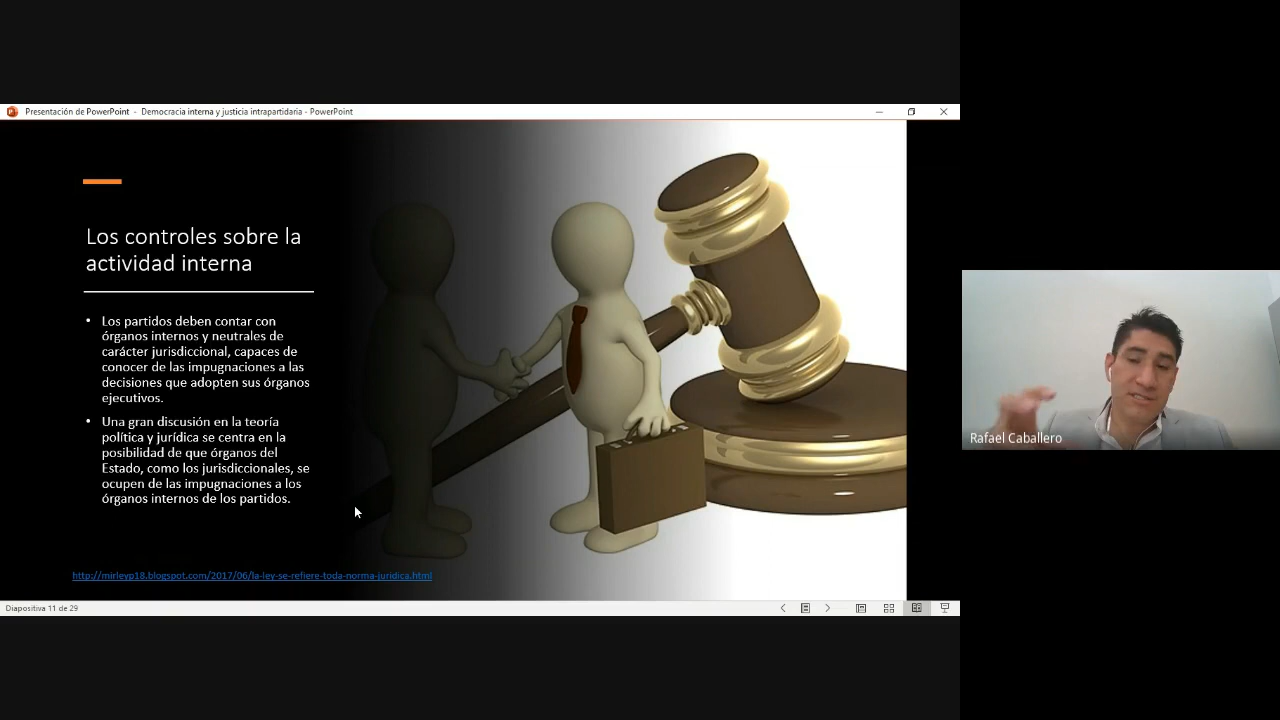 Presentación de PowerPoint - Democracia interna y justicia intrapartidaria - PowerPoint
Los controles sobre la
actividad interna
• Los partidos deben contar con
órganos internos y neutrales de
carácter jurisdiccional, capaces de
conocer de las impugnaciones a las
decisiones que adopten sus órganos
ejecutivos.
• Una gran discusión en la teoría
política y jurídica se centra en la
posibilidad de que órganos del
Estado, como los jurisdiccionales, se
ocupen de las impugnaciones a los
órganos internos de los partidos.
http://mirleyp18.blogspot.com/2017/06/la-ley-se-refiere-toda-norma-juridica.html
Diapositiva 11 de 29
Rafael Caballero